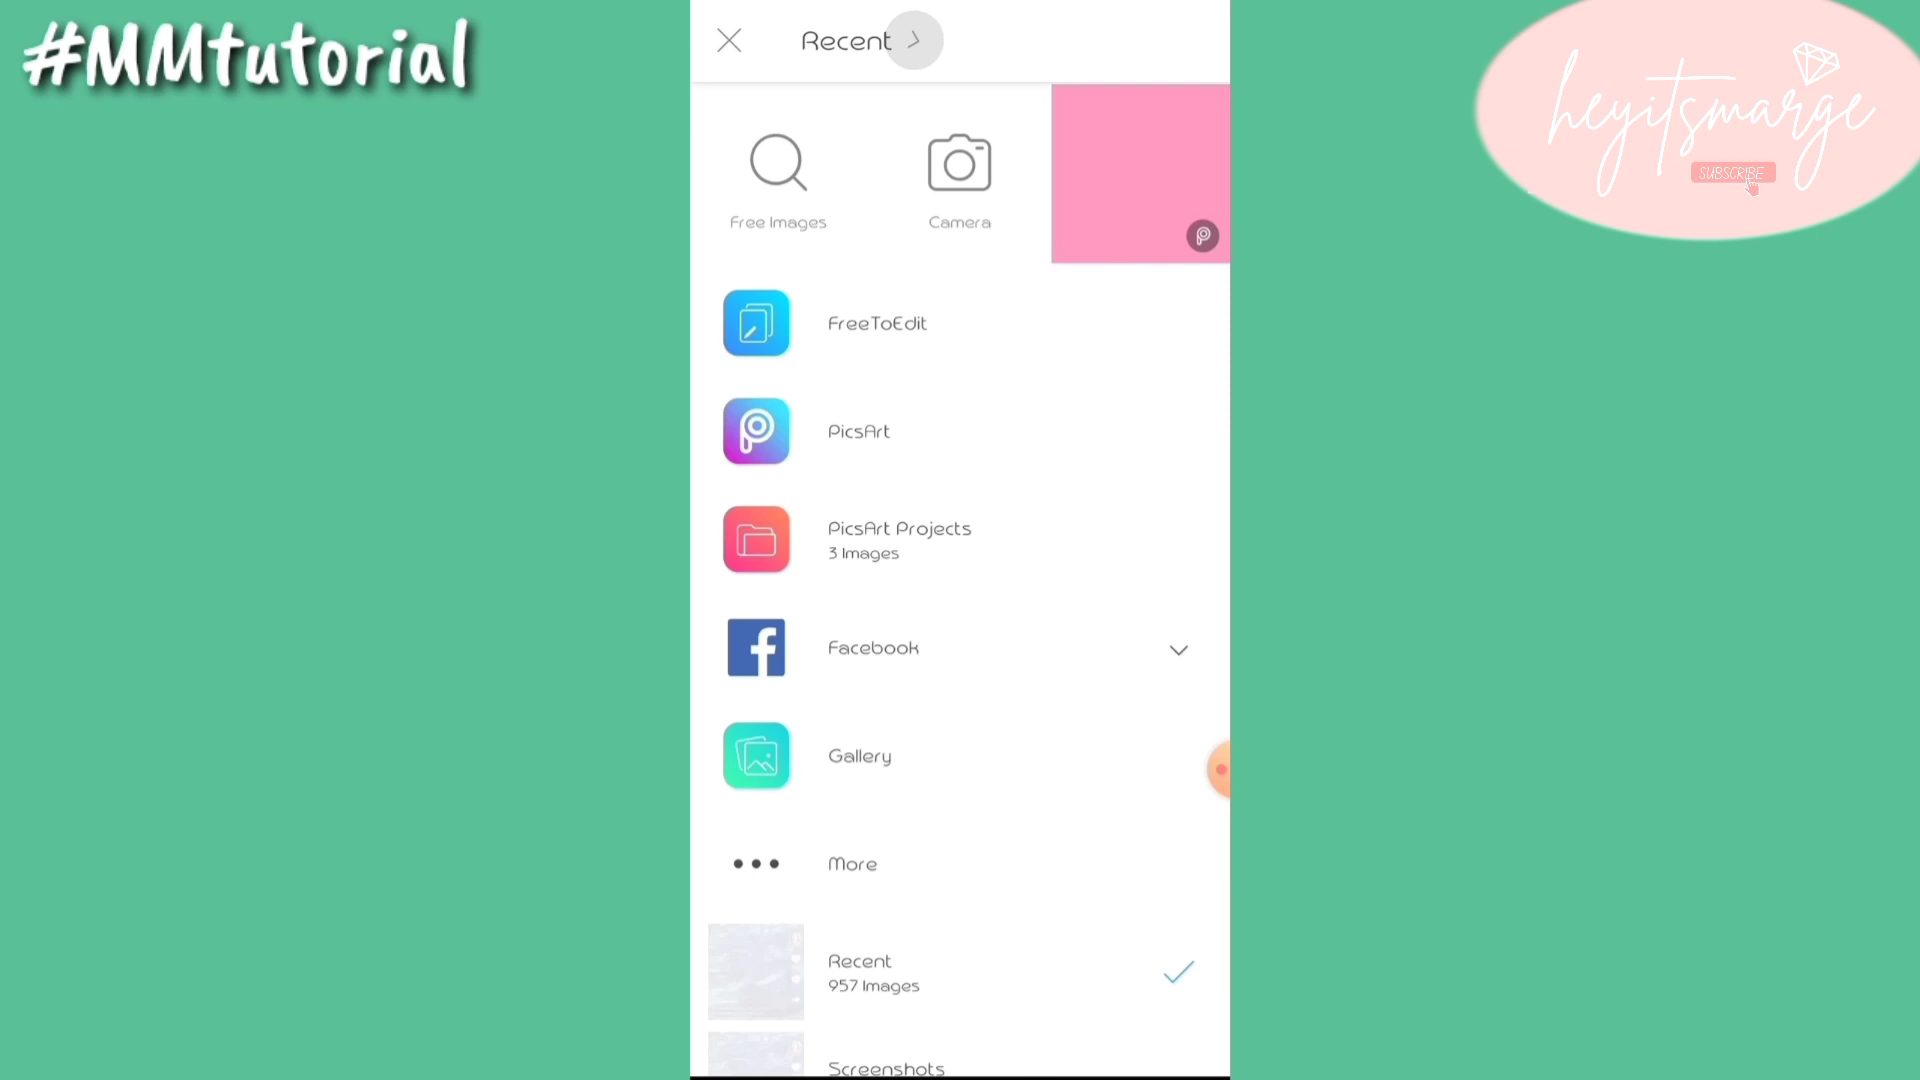 #MMtutorial
Recent
heyitsmarge
SUBSCRIBE
Free Images
Camera
FreeToEdit
PicsArt
PicsArt Projects
3 Images
Facebook
Gallery
More
Recent
957 Images
Screenshots